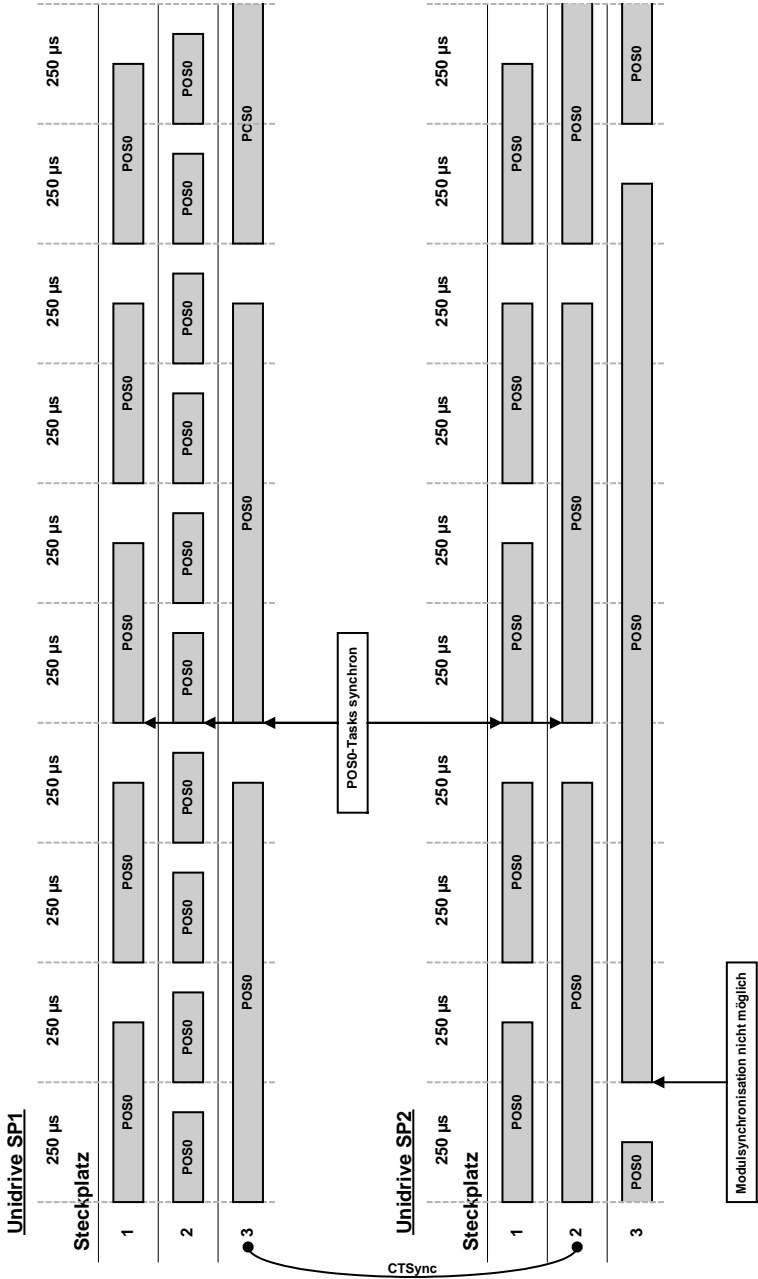 Unidrive SP1
250 µs 250 µs 250 µs 250 µs 250 µs 250 µs 250 µs 250 µs 250 µs 250 µs
Steckplatz
1 POS0 POS0 POS0 POS0 POS0
2 POS0 POS0 POS0 POS0 POS0 POS0 POS0 POS0 POS0 POS0
3 POS0 POS0 POS0
POS0-Tasks synchron
CTSync
Unidrive SP2
250 µs 250 µs 250 µs 250 µs 250 µs 250 µs 250 µs 250 µs 250 µs 250 µs
Steckplatz
1 POS0 POS0 POS0 POS0 POS0
2 POS0 POS0 POS0
3 POS0 POS0 POS0
Modulsynchronisation nicht möglich